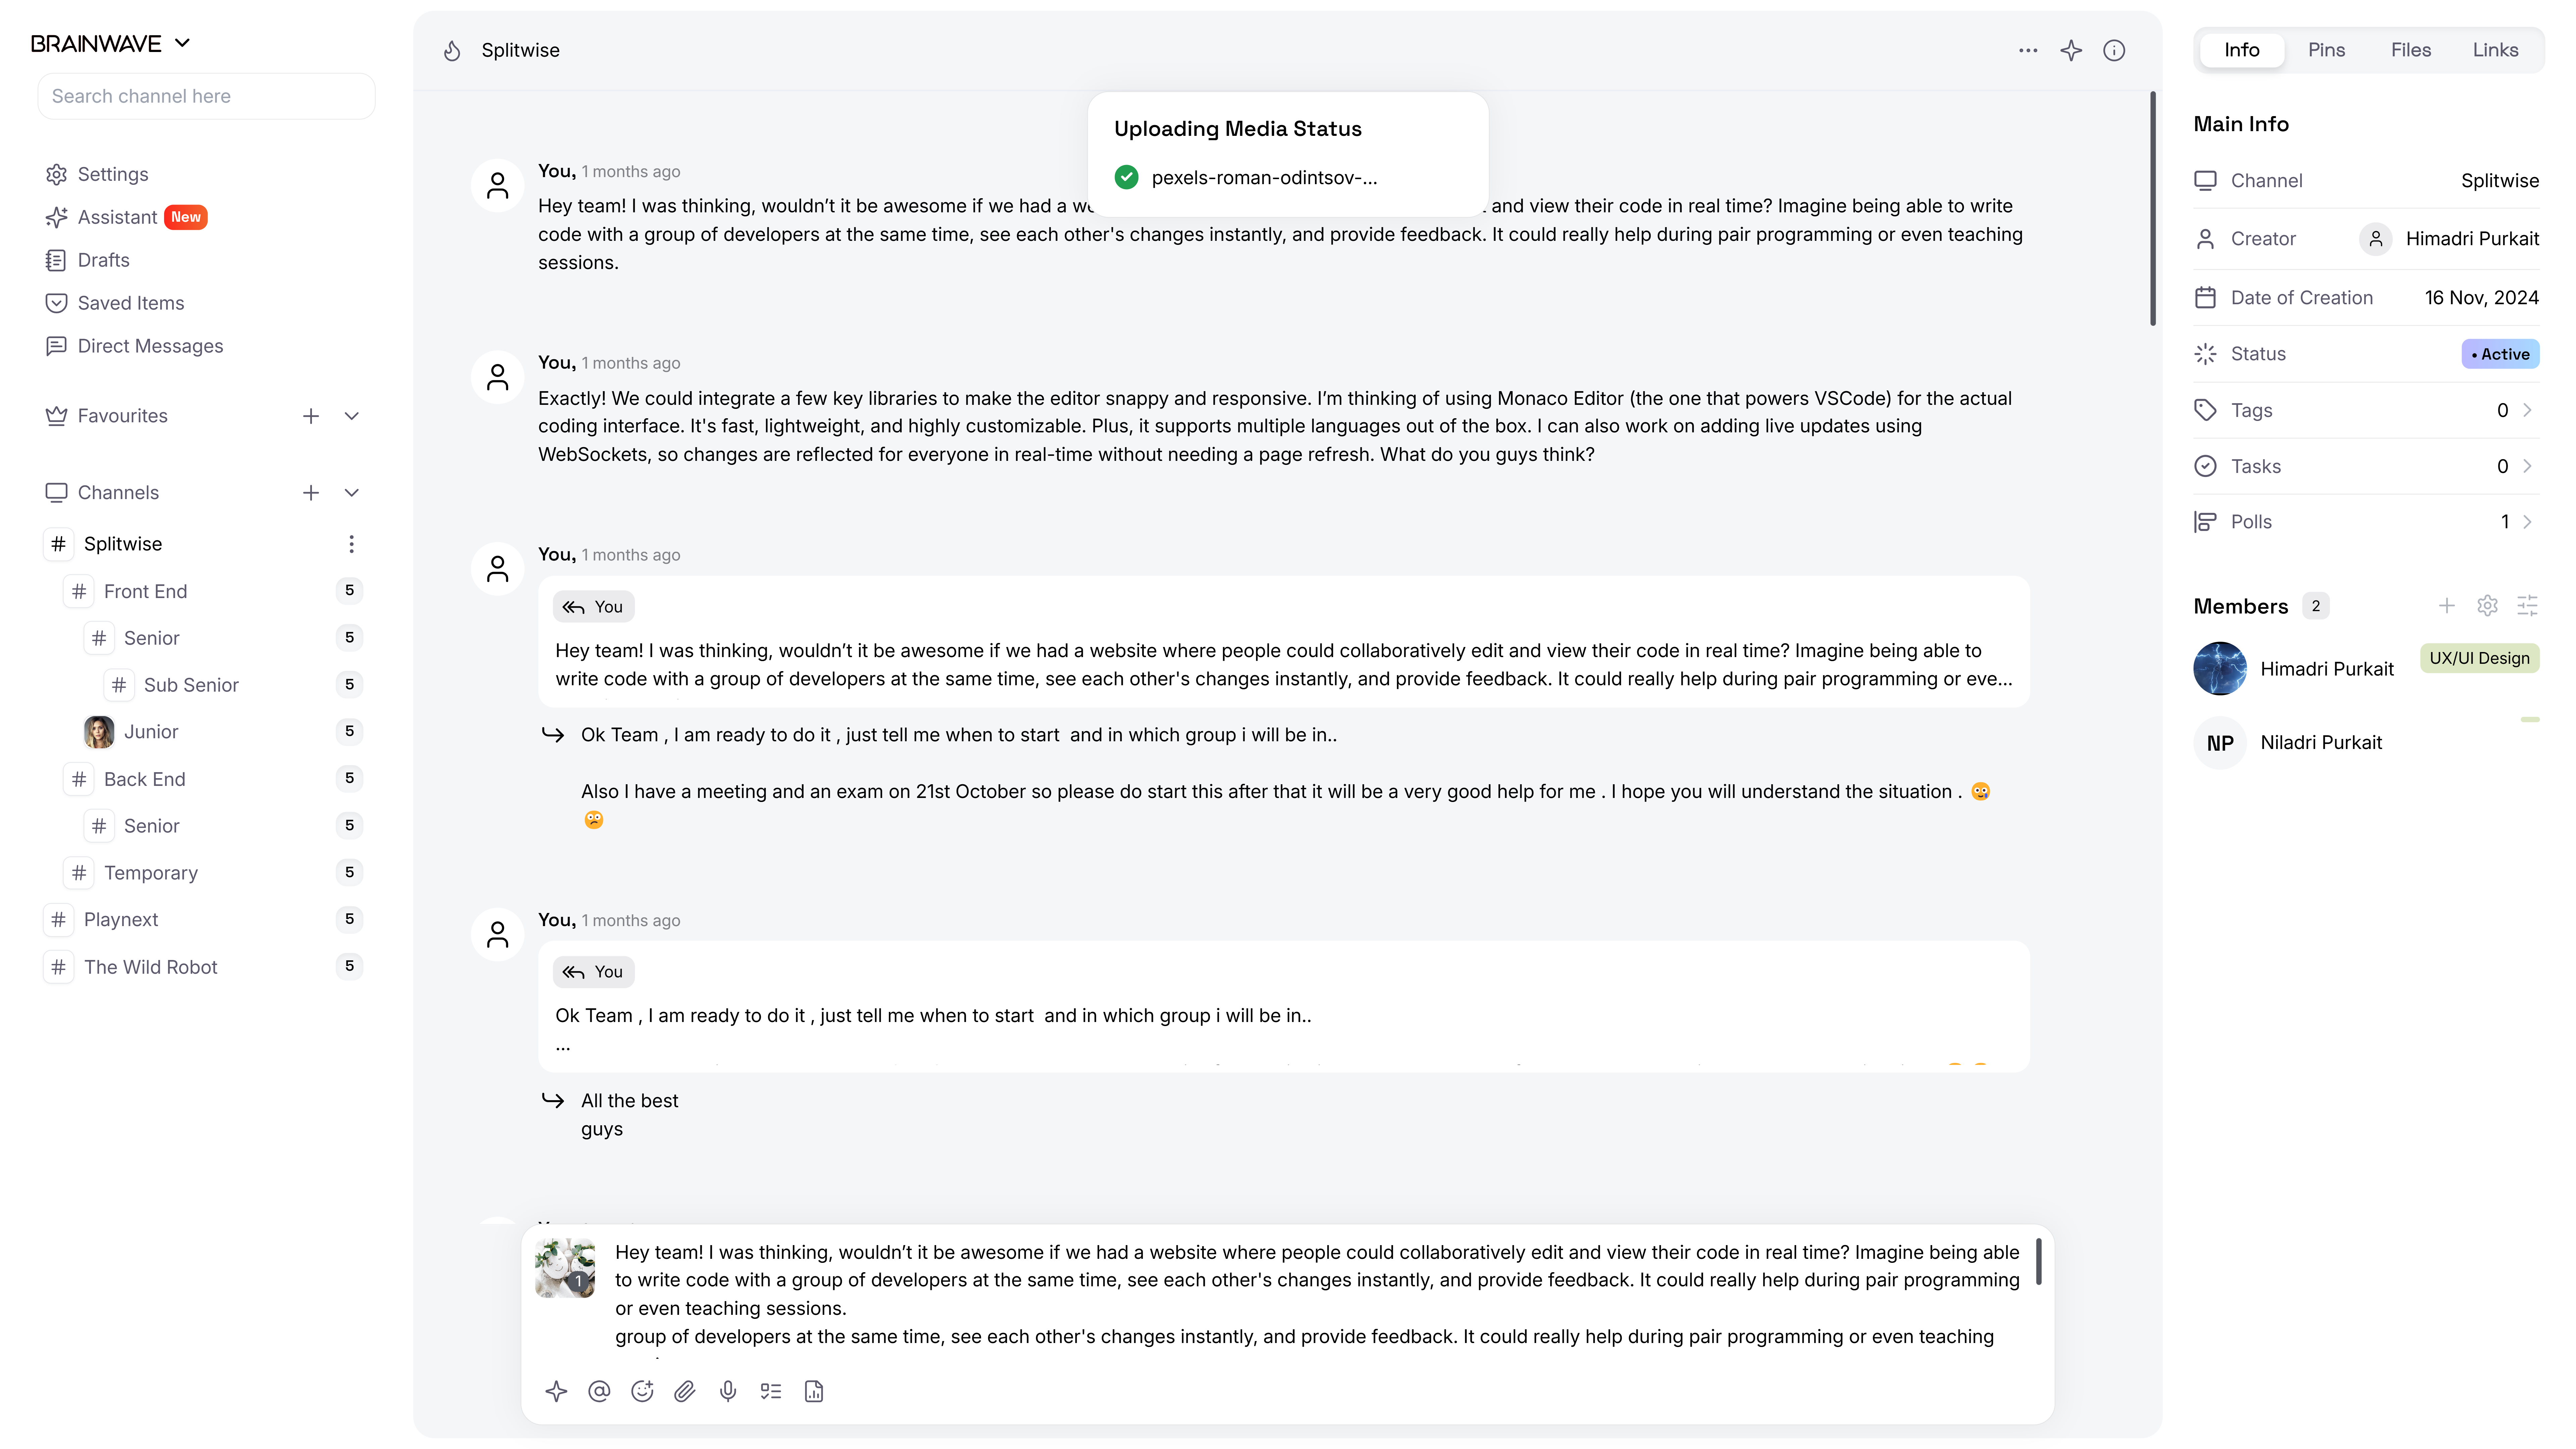 BRAINWAVE
Search channel here
Settings
Assistant New
Drafts
Saved Items
Direct Messages
Favourites
Channels
# Splitwise
# Front End 5
# Senior 5
# Sub Senior 5
Junior 5
# Back End 5
# Senior 5
# Temporary 5
# Playnext 5
# The Wild Robot 5
Splitwise
Uploading Media Status
pexels-roman-odintsov-...
You, 1 months ago
Hey team! I was thinking, wouldn’t it be awesome if we had a and view their code in real time? Imagine being able to write
code with a group of developers at the same time, see each other's changes instantly, and provide feedback. It could really help during pair programming or even teaching
sessions.
You, 1 months ago
Exactly! We could integrate a few key libraries to make the editor snappy and responsive. I’m thinking of using Monaco Editor (the one that powers VSCode) for the actual
coding interface. It's fast, lightweight, and highly customizable. Plus, it supports multiple languages out of the box. I can also work on adding live updates using
WebSockets, so changes are reflected for everyone in real-time without needing a page refresh. What do you guys think?
You, 1 months ago
You
Hey team! I was thinking, wouldn’t it be awesome if we had a website where people could collaboratively edit and view their code in real time? Imagine being able to
write code with a group of developers at the same time, see each other's changes instantly, and provide feedback. It could really help during pair programming or eve...
Ok Team , I am ready to do it , just tell me when to start and in which group i will be in..
Also I have a meeting and an exam on 21st October so please do start this after that it will be a very good help for me . I hope you will understand the situation . 🥲
😟
You, 1 months ago
You
Ok Team , I am ready to do it , just tell me when to start and in which group i will be in..
...
All the best
guys
1
Hey team! I was thinking, wouldn’t it be awesome if we had a website where people could collaboratively edit and view their code in real time? Imagine being able
to write code with a group of developers at the same time, see each other's changes instantly, and provide feedback. It could really help during pair programming
or even teaching sessions.
group of developers at the same time, see each other's changes instantly, and provide feedback. It could really help during pair programming or even teaching
Info Pins Files Links
Main Info
Channel Splitwise
Creator Himadri Purkait
Date of Creation 16 Nov, 2024
Status • Active
Tags 0
Tasks 0
Polls 1
Members 2
Himadri Purkait UX/UI Design
NP Niladri Purkait